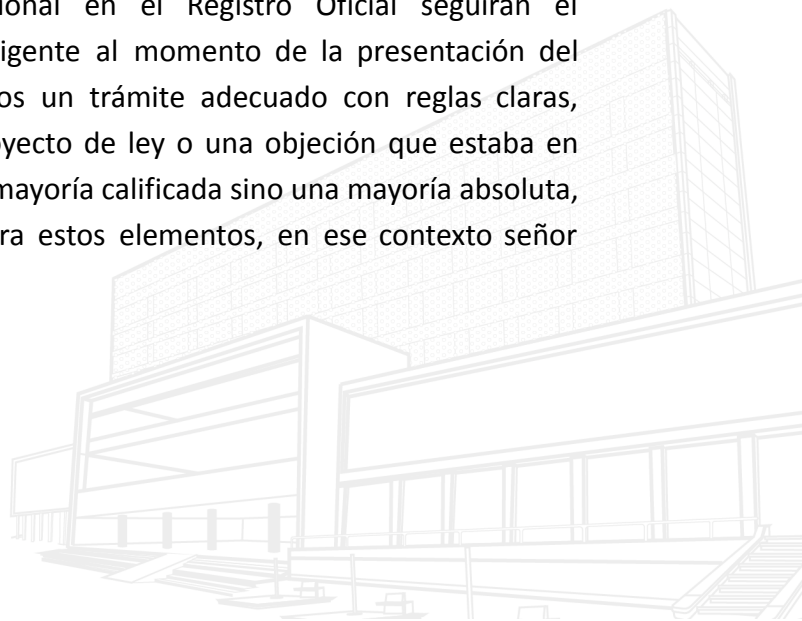 ional en el Registro Oficial seguirán el
igente al momento de la presentación del
os un trámite adecuado con reglas claras,
oyecto de ley o una objeción que estaba en
mayoría calificada sino una mayoría absoluta,
ra estos elementos, en ese contexto señor